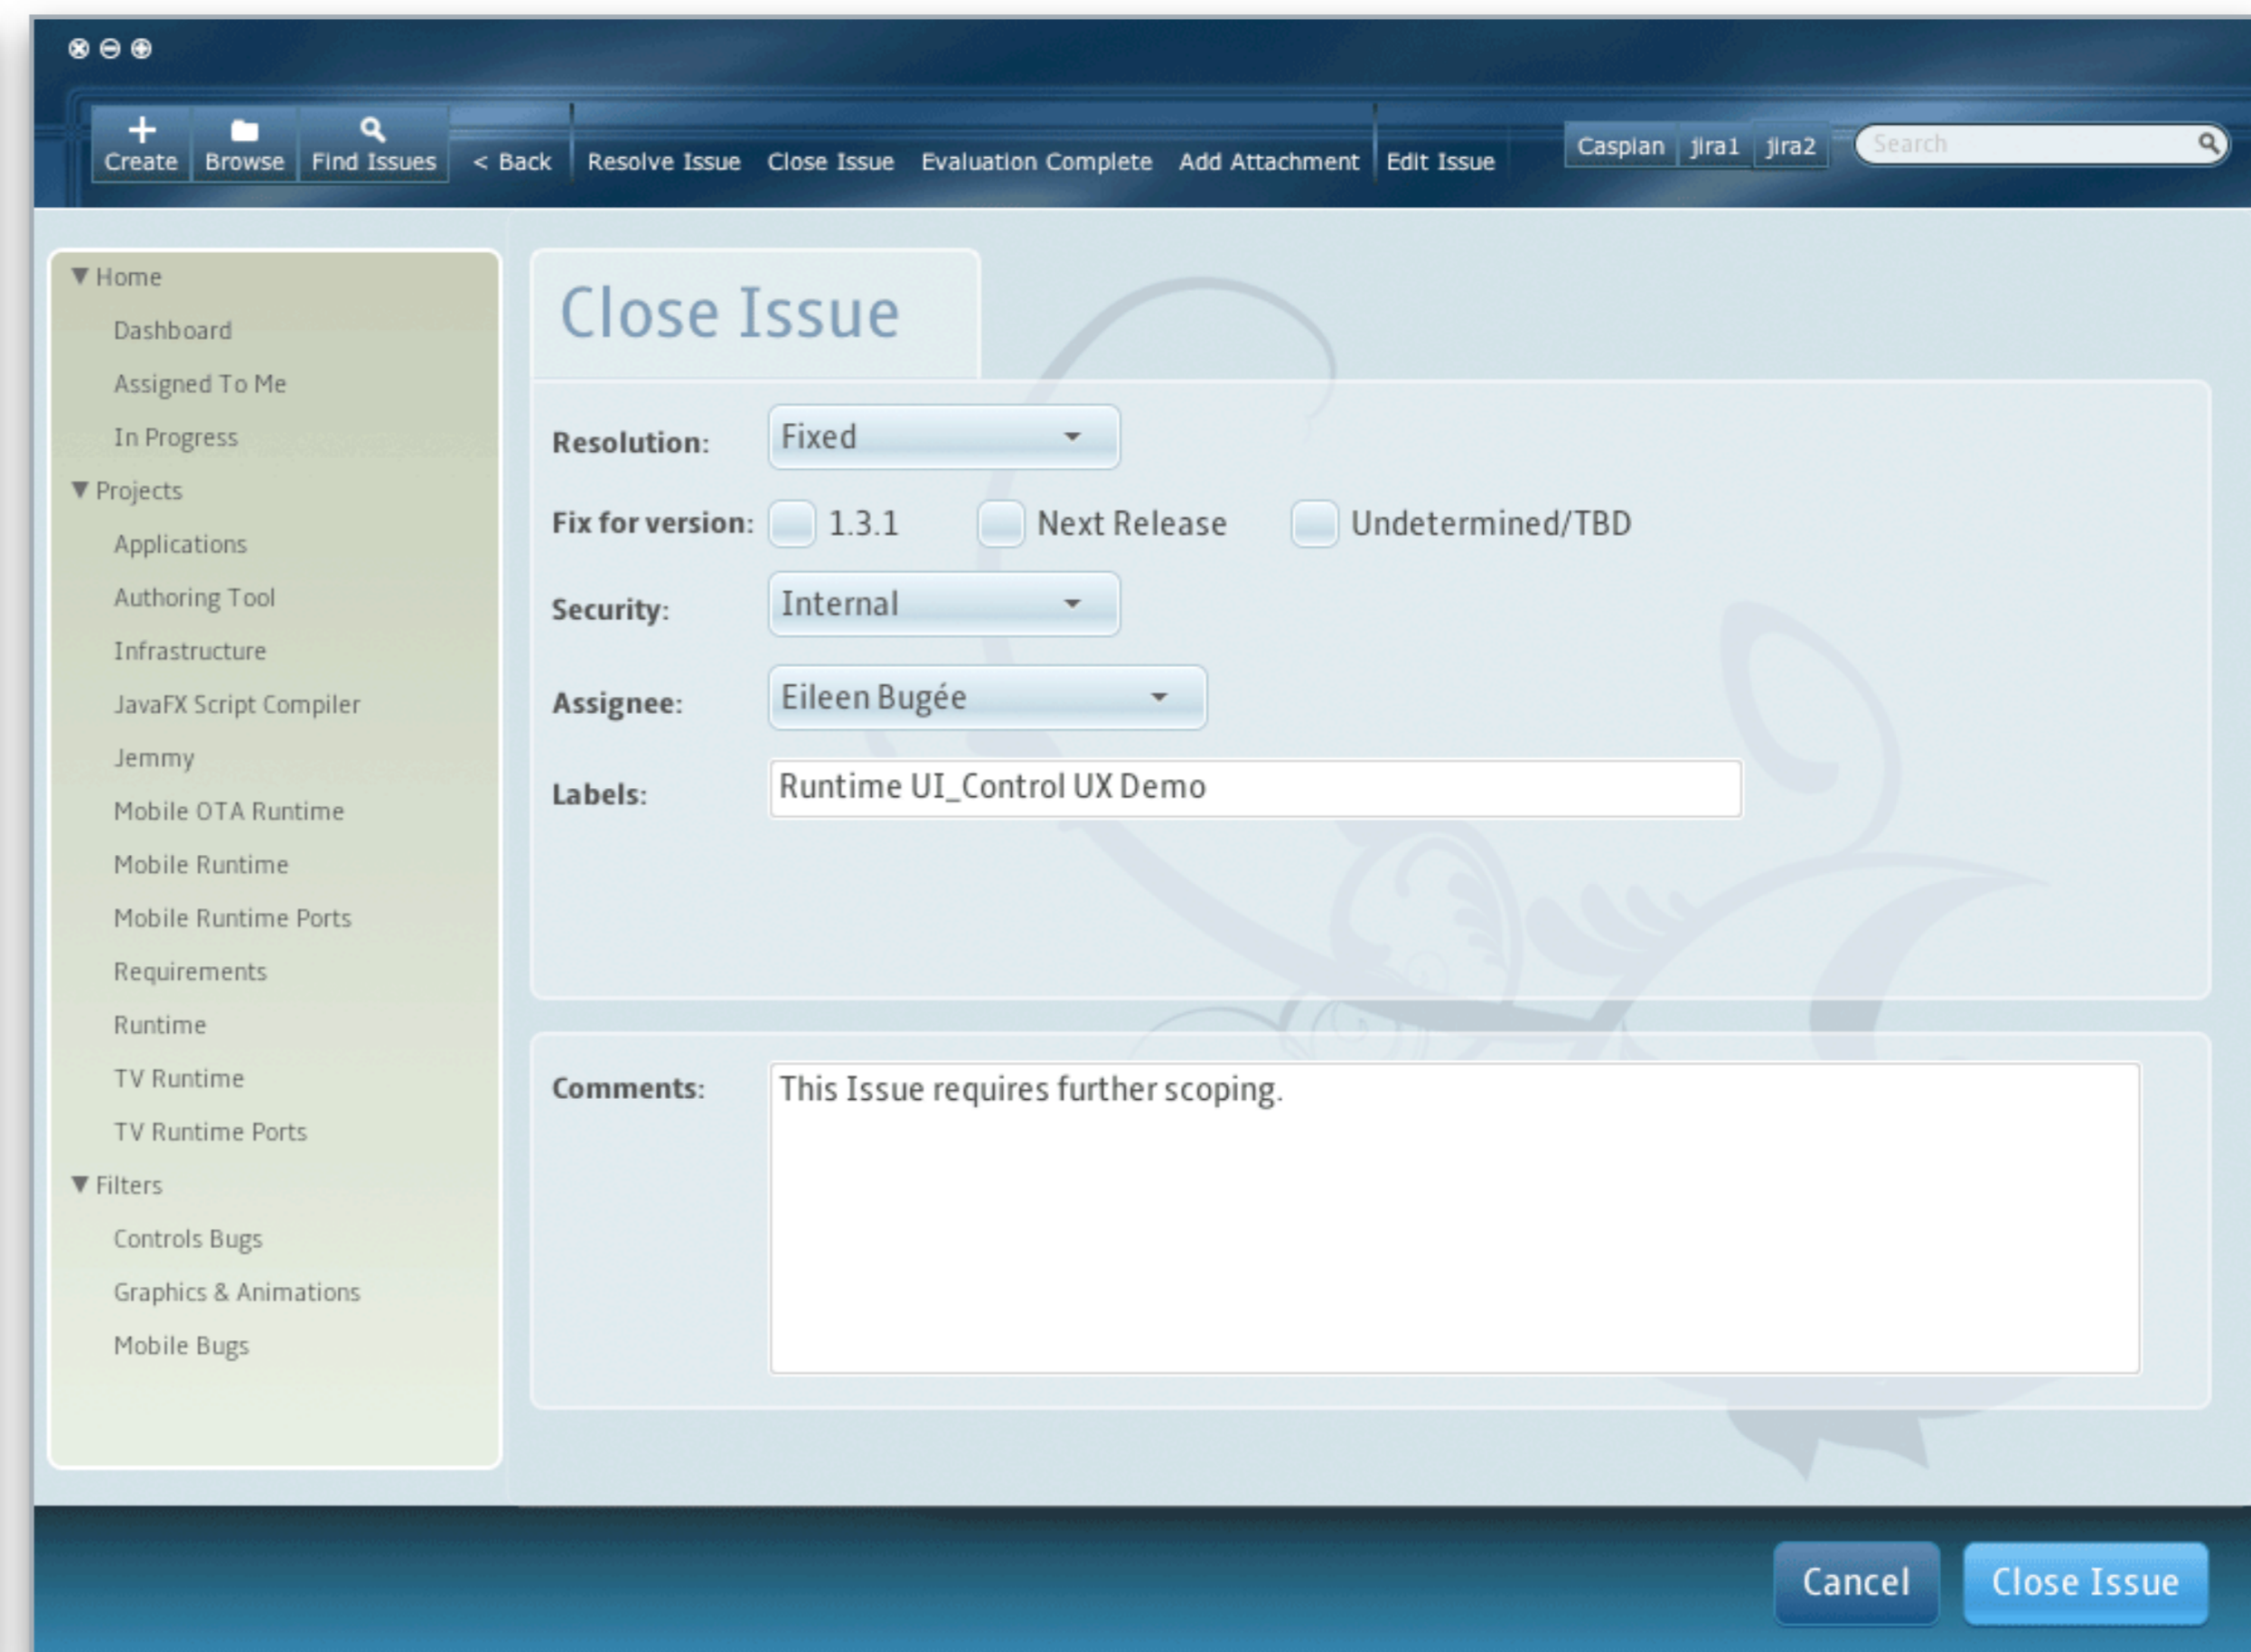 Create Browse Find Issues < Back Resolve Issue Close Issue Evaluation Complete Add Attachment Edit Issue Caspian jira1 jira2 Search
Home
Dashboard
Assigned To Me
In Progress
Projects
Applications
Authoring Tool
Infrastructure
JavaFX Script Compiler
Jemmy
Mobile OTA Runtime
Mobile Runtime
Mobile Runtime Ports
Requirements
Runtime
TV Runtime
TV Runtime Ports
Filters
Controls Bugs
Graphics & Animations
Mobile Bugs
Close Issue
Resolution: Fixed
Fix for version: 1.3.1 Next Release Undetermined/TBD
Security: Internal
Assignee: Eileen Bugée
Labels: Runtime UI_Control UX Demo
Comments: This Issue requires further scoping.
Cancel Close Issue